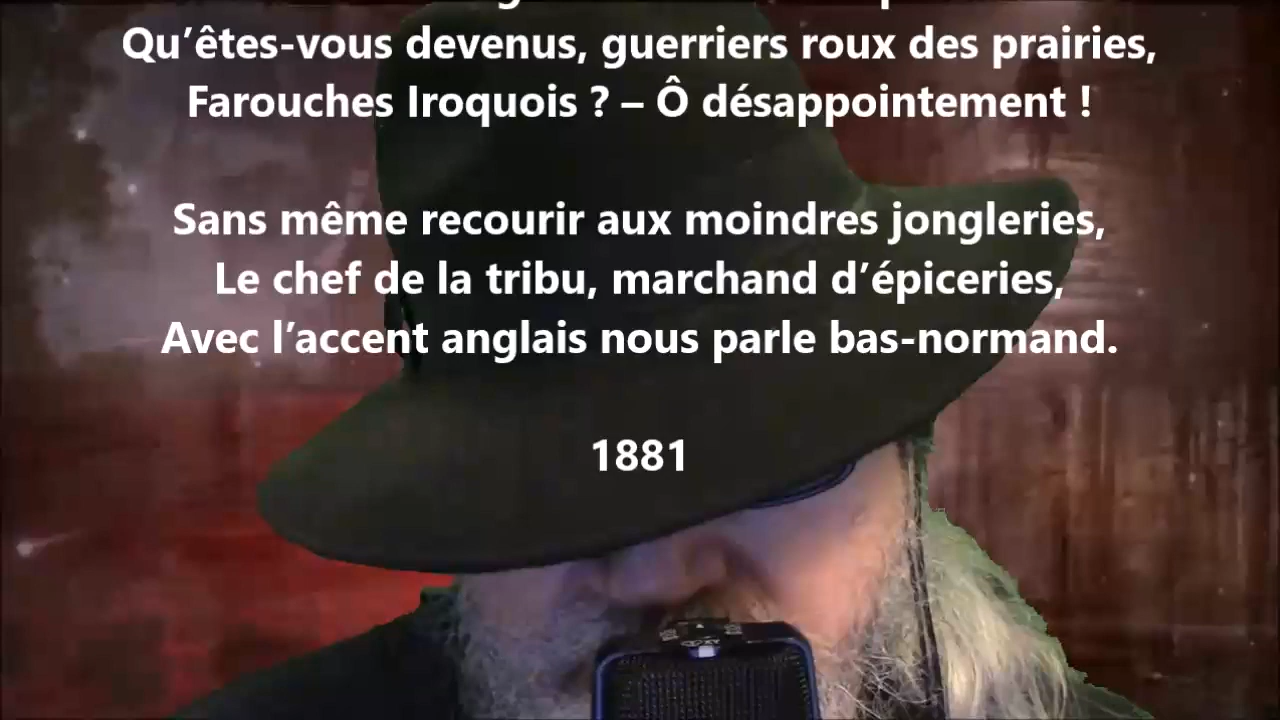 Qu’êtes-vous devenus, guerriers roux des prairies,
Farouches Iroquois ? – Ô désappointement !
Sans même recourir aux moindres jongleries,
Le chef de la tribu, marchand d’épiceries,
Avec l’accent anglais nous parle bas-normand.
1881